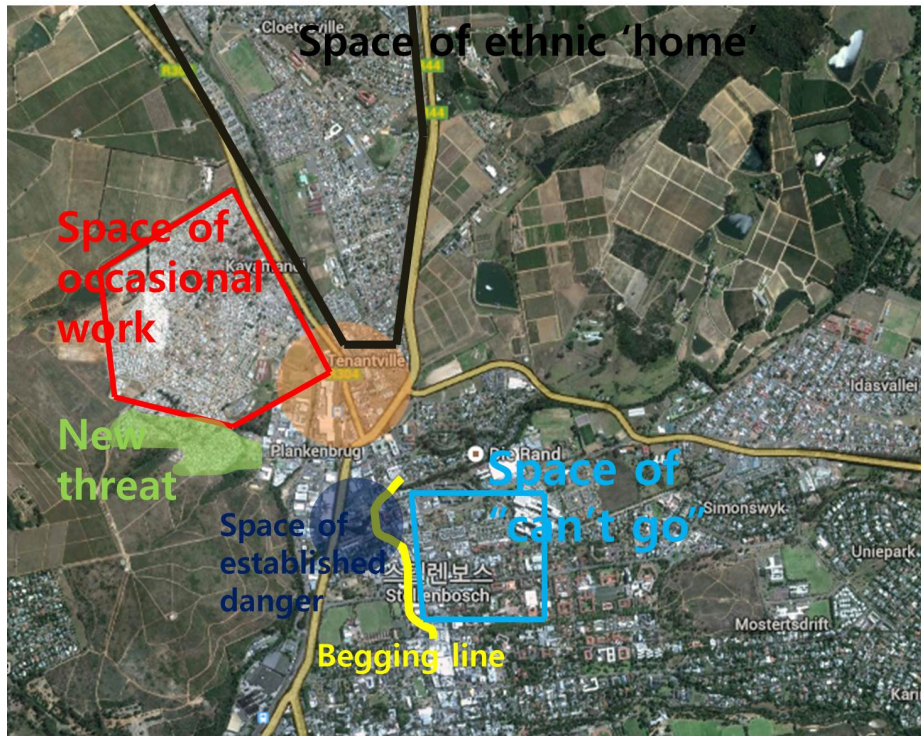 Cloetesville
Space of ethnic ‘home’
R304
R44
R44
Space of
occasional
work
Kayamandi
Tenantville
R304
Idasvallei
New
threat
Plankenbrug
Die Rand
Space of
“can’t go”
Simonswyk
Space of
established
danger
Uniepark
스텔렌보스
Stellenbosch
Mostertsdrift
Begging line